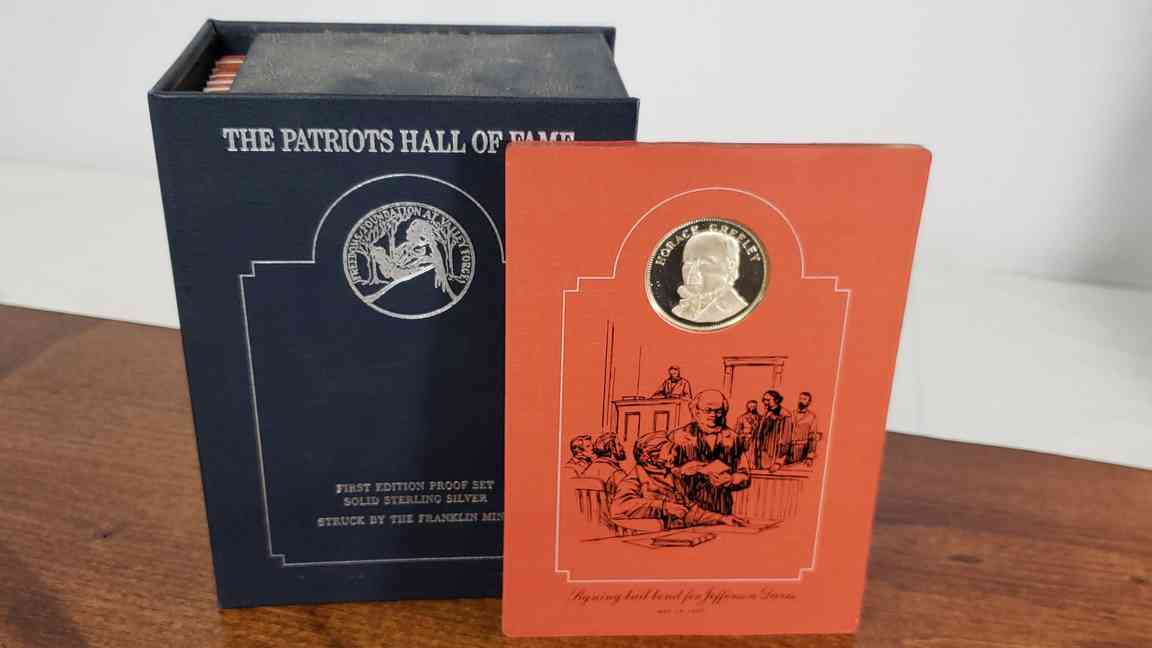 THE PATRIOTS HALL OF FAME
FREEDOMS FOUNDATION AT VALLEY FORGE
FIRST EDITION PROOF SET
SOLID STERLING SILVER
STRUCK BY THE FRANKLIN MIN
HORACE GREELEY
Signing bail bond for Jefferson Davis